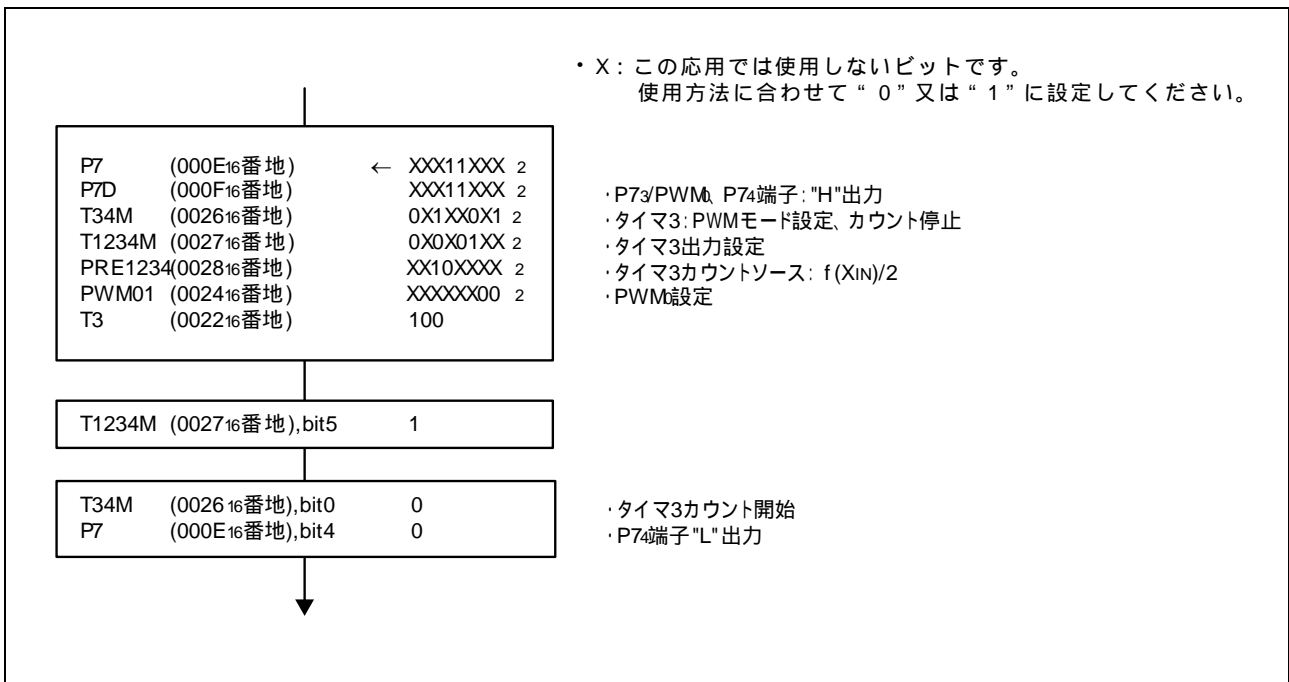 ・X：この応用では使用しないビットです。
使用方法に合わせて“0”又は“1”に設定してください。
P7 (000E16番地) ← XXX11XXX 2
P7D (000F16番地) XXX11XXX 2
・P73/PWM0、P74端子："H"出力
T34M (002616番地) 0X1XX0X1 2
・タイマ3：PWMモード設定、カウント停止
T1234M (002716番地) 0X0X01XX 2
・タイマ3出力設定
PRE1234(002816番地) XX10XXXX 2
・タイマ3カウントソース：f(XIN)/2
PWM01 (002416番地) XXXXXX00 2
・PWM0設定
T3 (002216番地) 100
T1234M (002716番地),bit5 1
T34M (002616番地),bit0 0
・タイマ3カウント開始
P7 (000E16番地),bit4 0
・P74端子"L"出力